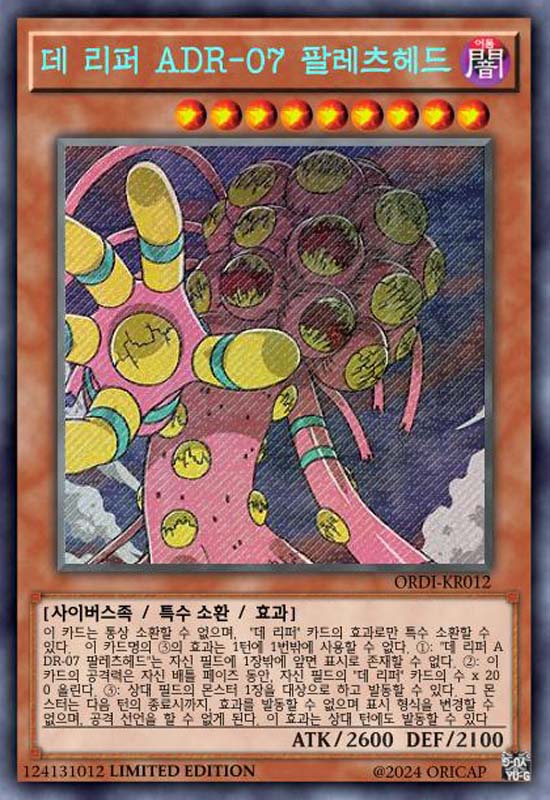 데 리퍼 ADR-07 팔레츠헤드
어둠
闇
ORDI-KR012
[사이버스족 / 특수 소환 / 효과]
이 카드는 통상 소환할 수 없으며, "데 리퍼" 카드의 효과로만 특수 소환할 수
있다. 이 카드명의 ③의 효과는 1턴에 1번밖에 사용할 수 없다. ①: "데 리퍼 A
DR-07 팔레츠헤드"는 자신 필드에 1장밖에 앞면 표시로 존재할 수 없다. ②: 이
카드의 공격력은 자신 배틀 페이즈 동안, 자신 필드의 "데 리퍼" 카드의 수 x 20
0 올린다. ③: 상대 필드의 몬스터 1장을 대상으로 하고 발동할 수 있다. 그 몬
스터는 다음 턴의 종료시까지, 효과를 발동할 수 없으며 표시 형식을 변경할 수
없으며, 공격 선언을 할 수 없게 된다. 이 효과는 상대 턴에도 발동할 수 있다
ATK/2600 DEF/2100
124131012 LIMITED EDITION
©2024 ORICAP